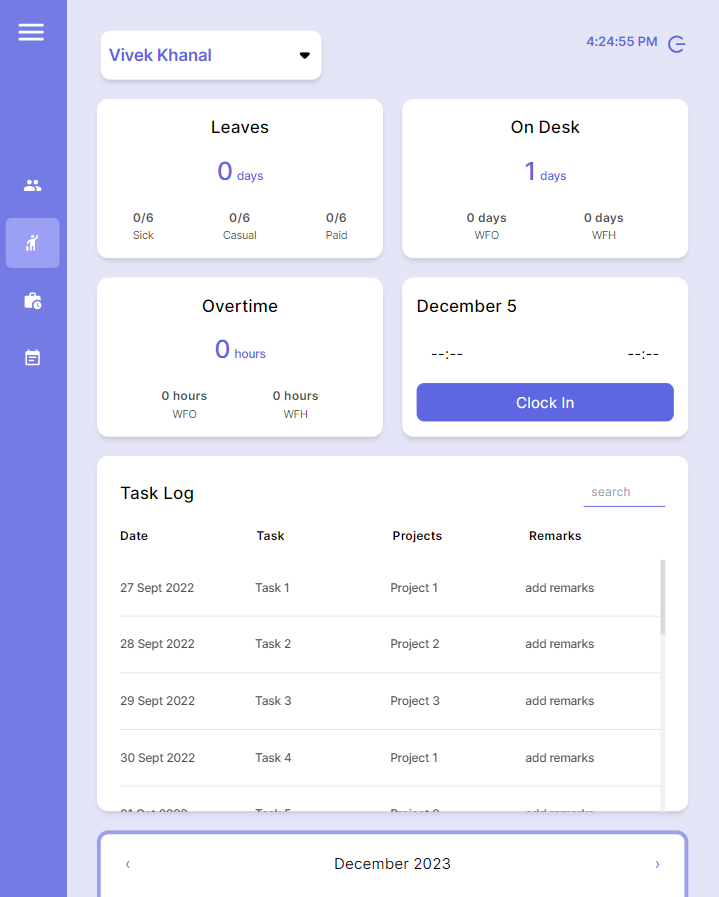 Vivek Khanal
4:24:55 PM
Leaves
0 days
0/6 0/6 0/6
Sick Casual Paid
On Desk
1 days
0 days 0 days
WFO WFH
Overtime
0 hours
0 hours 0 hours
WFO WFH
December 5
--:-- --:--
Clock In
Task Log
search
Date Task Projects Remarks
27 Sept 2022 Task 1 Project 1 add remarks
28 Sept 2022 Task 2 Project 2 add remarks
29 Sept 2022 Task 3 Project 3 add remarks
30 Sept 2022 Task 4 Project 1 add remarks
‹ December 2023 ›